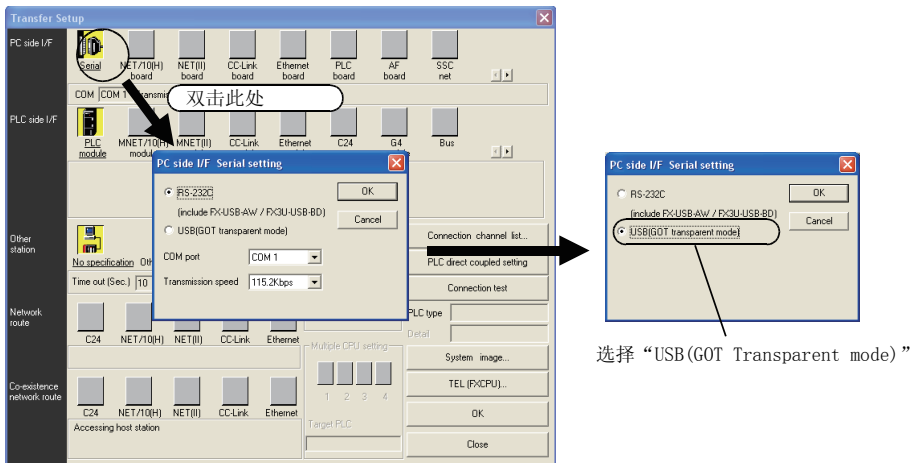 Transfer Setup
PC side I/F
Serial
NET/10(H) board
NET(II) board
CC-Link board
Ethernet board
PLC board
AF board
SSC net
COM COM 1
双击此处
PLC side I/F
PLC module
MNET/10(H)
MNET(II)
CC-Link
Ethernet
C24
G4
Bus
PC side I/F Serial setting
RS-232C
(include FX-USB-AW / FX3U-USB-BD)
USB(GOT transparent mode)
COM port COM 1
Transmission speed 115.2Kbps
OK
Cancel
Other station
No specification
Time out (Sec.) 10
Connection channel list...
PLC direct coupled setting
Connection test
PLC type
Detail
System image...
TEL (FXCPU)...
OK
Close
Network route
C24
NET/10(H)
NET(II)
CC-Link
Ethernet
Multiple CPU setting
1 2 3 4
Target PLC
Co-existence network route
C24
NET/10(H)
NET(II)
CC-Link
Ethernet
Accessing host station
PC side I/F Serial setting
RS-232C
(include FX-USB-AW / FX3U-USB-BD)
USB(GOT transparent mode)
OK
Cancel
选择“USB(GOT Transparent mode)”